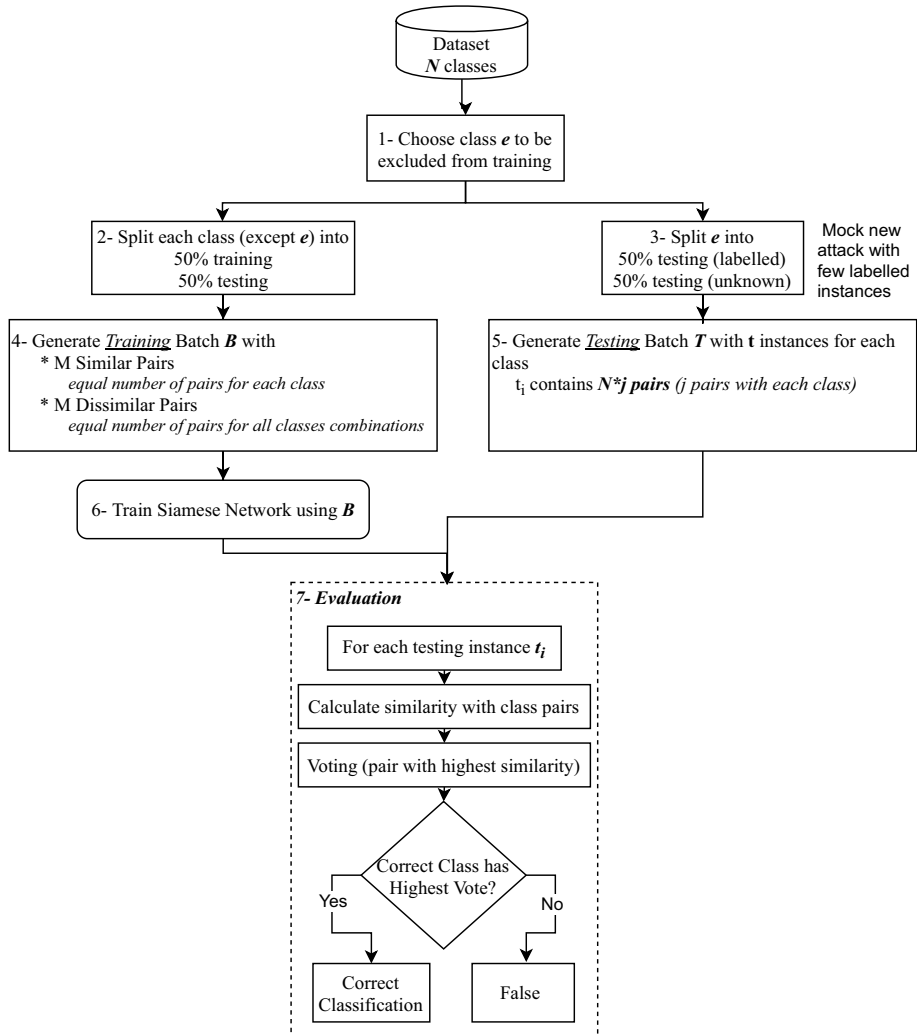 Dataset
N classes
1- Choose class e to be
excluded from training
2- Split each class (except e) into
50% training
50% testing
3- Split e into
50% testing (labelled)
50% testing (unknown)
Mock new
attack with
few labelled
instances
4- Generate Training Batch B with
* M Similar Pairs
equal number of pairs for each class
* M Dissimilar Pairs
equal number of pairs for all classes combinations
5- Generate Testing Batch T with t instances for each
class
ti contains N*j pairs (j pairs with each class)
6- Train Siamese Network using B
7- Evaluation
For each testing instance ti
Calculate similarity with class pairs
Voting (pair with highest similarity)
Correct Class has
Highest Vote?
Yes
No
Correct
Classification
False